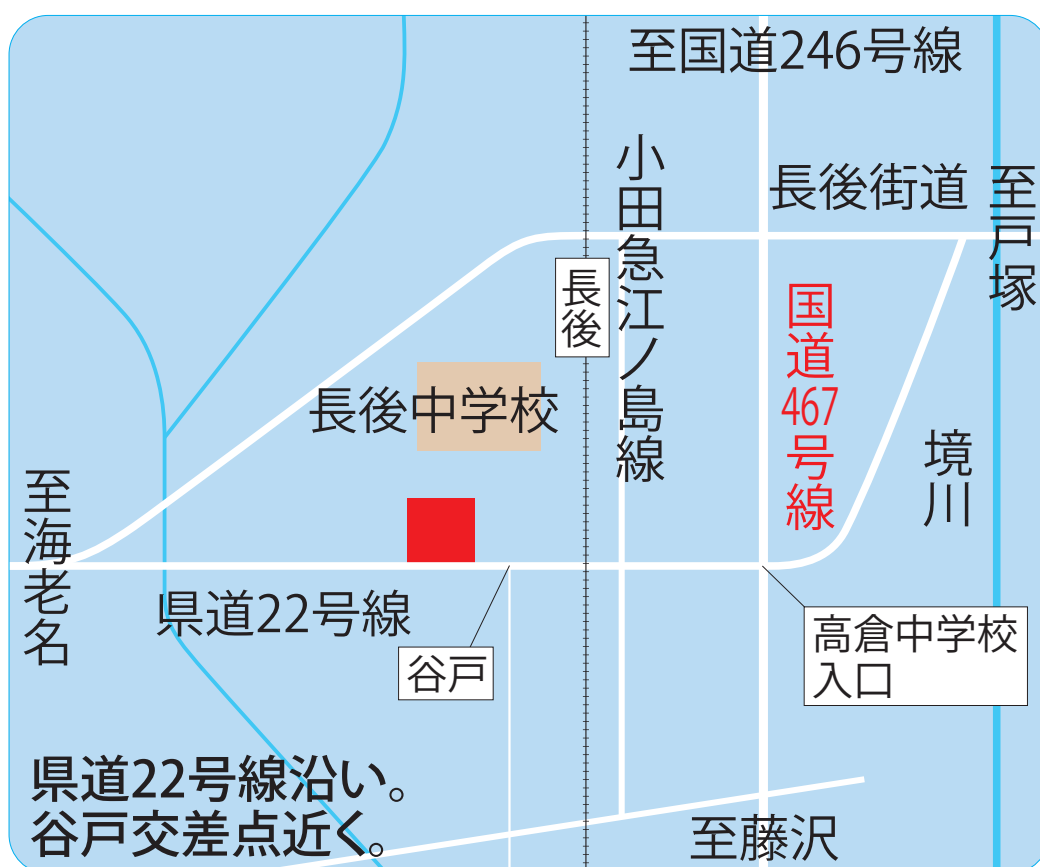 至国道246号線
小田急江ノ島線
長後街道
至戸塚
長後
国道467号線
長後中学校
境川
至海老名
県道22号線
谷戸
高倉中学校
入口
県道22号線沿い。
谷戸交差点近く。
至藤沢